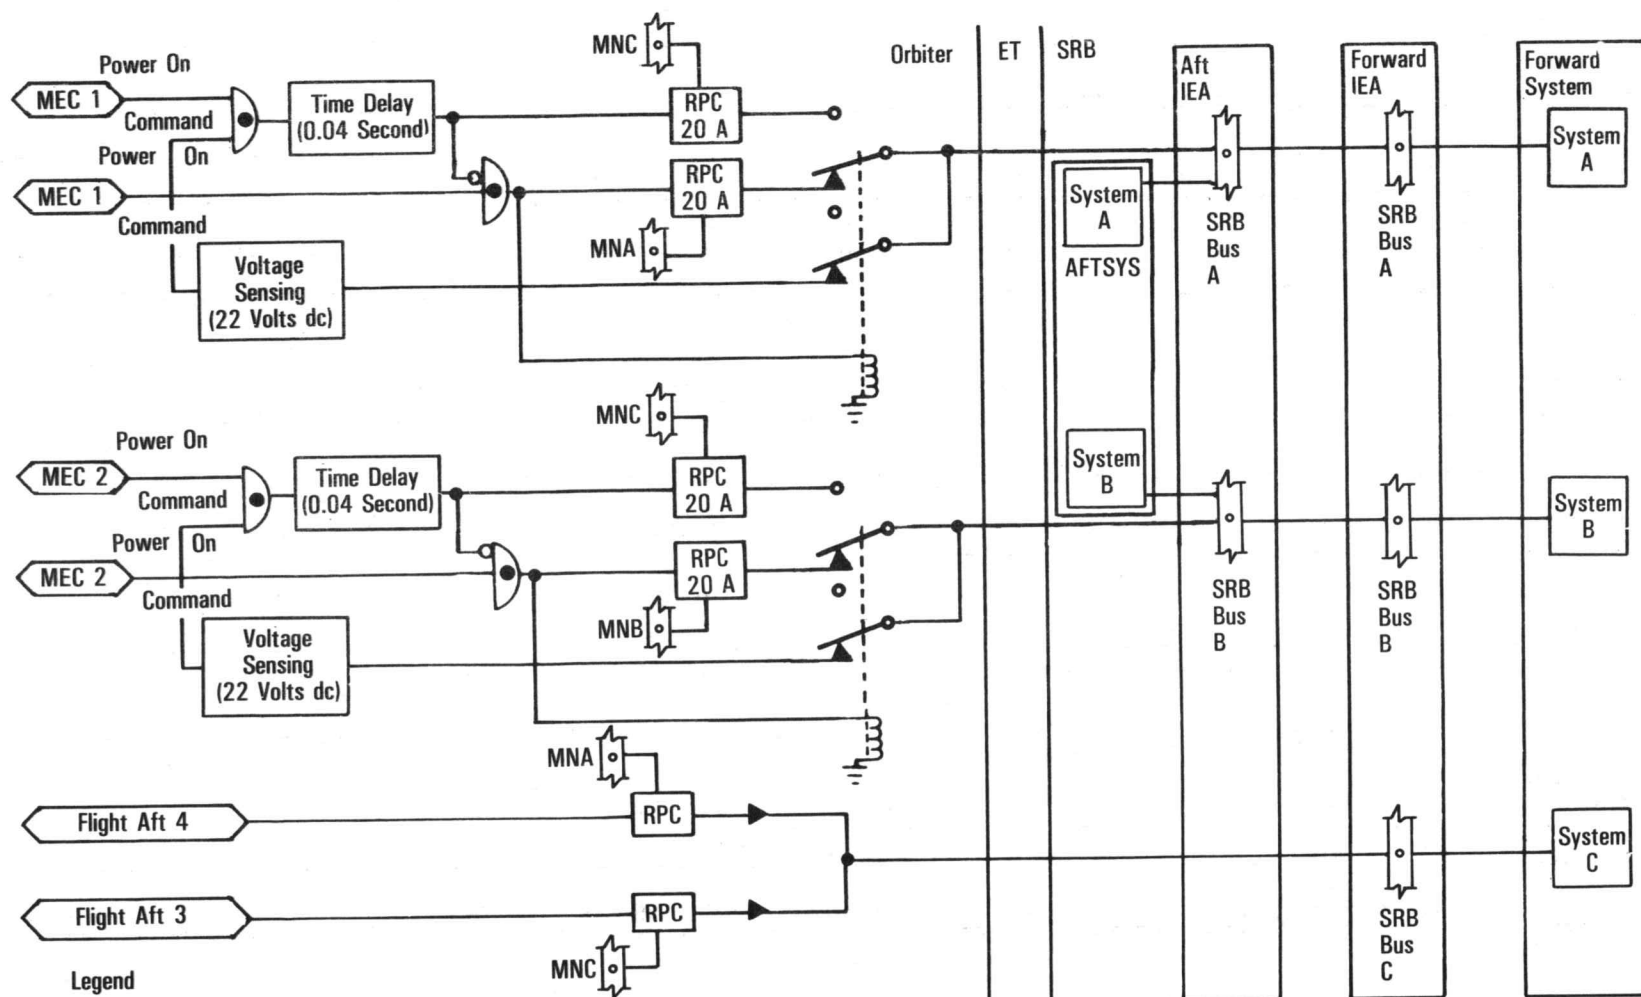 MNC
Orbiter
ET
SRB
Aft
IEA
Forward
IEA
Forward
System
Power On
MEC 1
Command
Time Delay
(0.04 Second)
RPC
20 A
System
A
Power On
MEC 1
Command
RPC
20 A
MNA
System
A
AFTSYS
SRB
Bus
A
SRB
Bus
A
Voltage
Sensing
(22 Volts dc)
MNC
Power On
MEC 2
Command
Time Delay
(0.04 Second)
RPC
20 A
System
B
System
B
Power On
MEC 2
Command
RPC
20 A
MNB
SRB
Bus
B
SRB
Bus
B
Voltage
Sensing
(22 Volts dc)
MNA
Flight Aft 4
RPC
System
C
Flight Aft 3
RPC
MNC
SRB
Bus
C
Legend